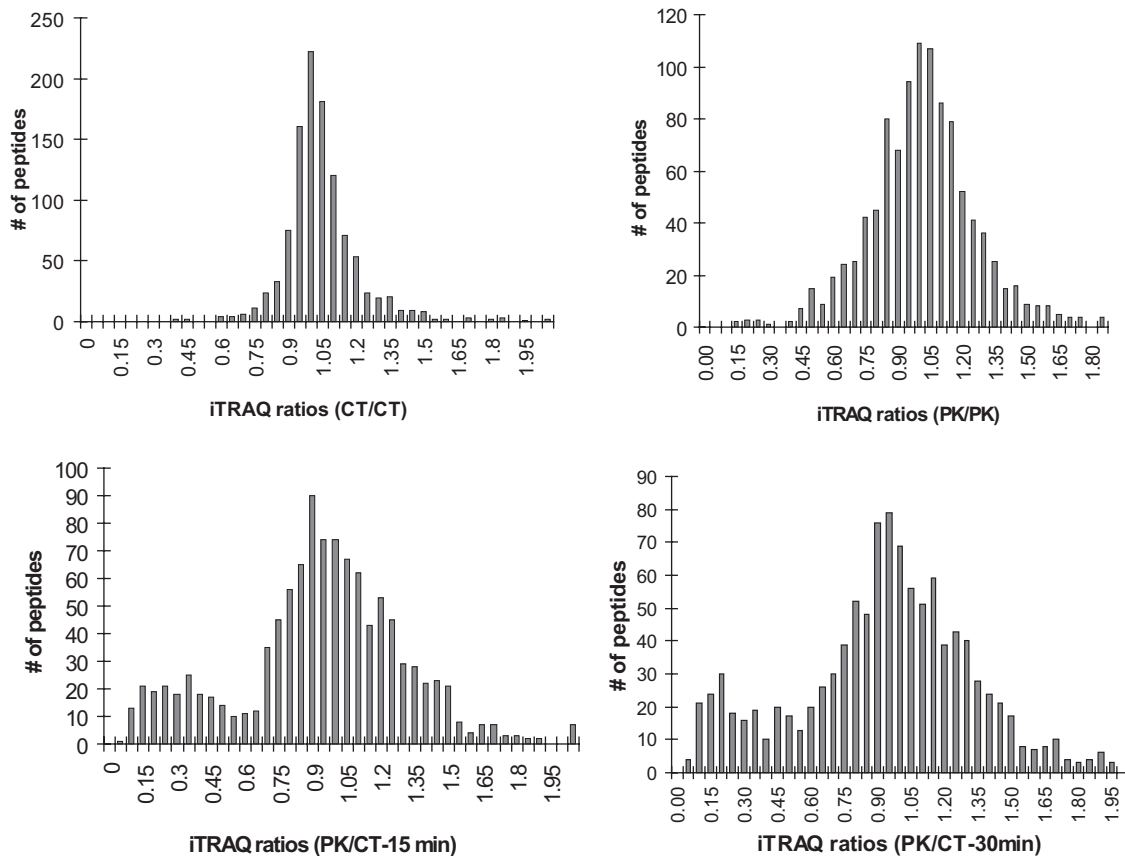 250
200
150
100
50
0
# of peptides
0 0.15 0.3 0.45 0.6 0.75 0.9 1.05 1.2 1.35 1.5 1.65 1.8 1.95
iTRAQ ratios (CT/CT)
120
100
80
60
40
20
0
# of peptides
0.00 0.15 0.30 0.45 0.60 0.75 0.90 1.05 1.20 1.35 1.50 1.65 1.80
iTRAQ ratios (PK/PK)
100
90
80
70
60
50
40
30
20
10
0
# of peptides
0 0.15 0.3 0.45 0.6 0.75 0.9 1.05 1.2 1.35 1.5 1.65 1.8 1.95
iTRAQ ratios (PK/CT-15 min)
90
80
70
60
50
40
30
20
10
0
# of peptides
0.00 0.15 0.30 0.45 0.60 0.75 0.90 1.05 1.20 1.35 1.50 1.65 1.80 1.95
iTRAQ ratios (PK/CT-30min)